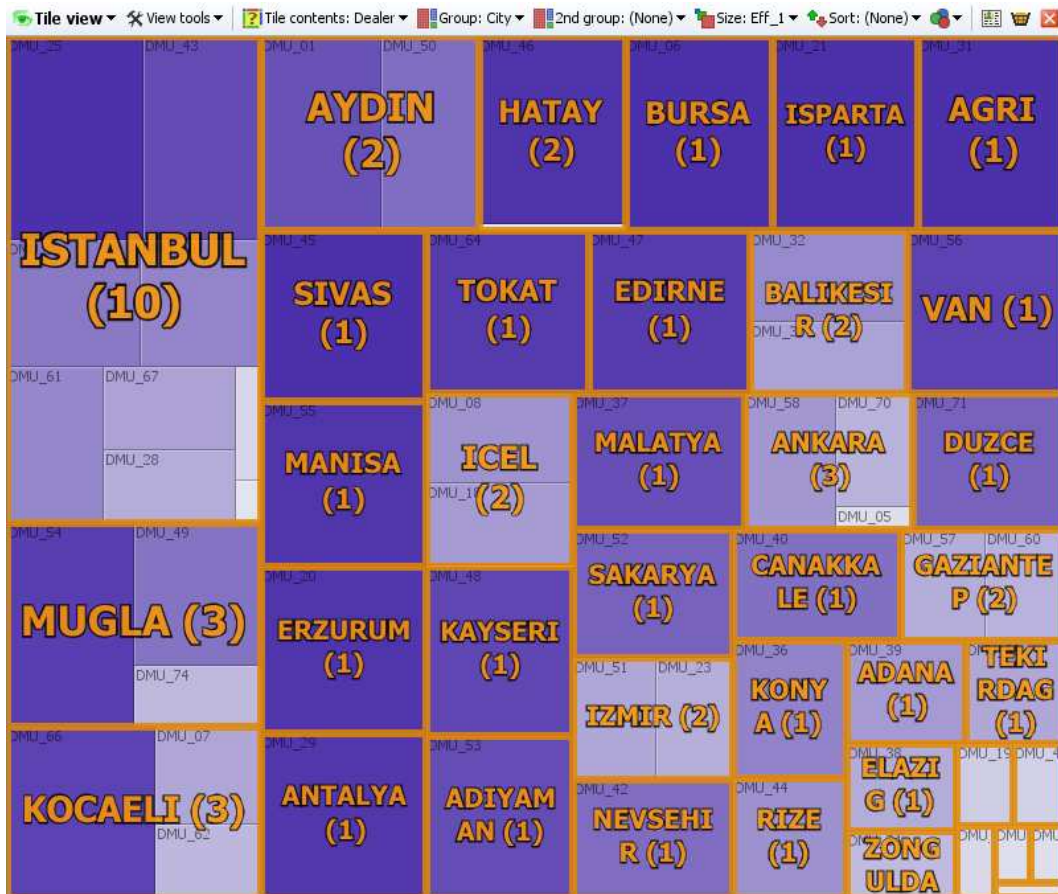 Tile view View tools Tile contents: Dealer Group: City 2nd group: (None) Size: Eff_1 Sort: (None)
DMU_25 DMU_43 DMU_01 DMU_50 DMU_46 DMU_06 DMU_21 DMU_31
AYDIN
(2)
HATAY
(2)
BURSA
(1)
ISPARTA
(1)
AGRI
(1)
ISTANBUL
(10)
DMU_61 DMU_67
DMU_28
DMU_45
SIVAS
(1)
DMU_64
TOKAT
(1)
DMU_47
EDIRNE
(1)
DMU_32
BALIKESI
R (2)
DMU_56
VAN (1)
DMU_55
MANISA
(1)
DMU_08
ICEL
(2)
DMU_18
DMU_37
MALATYA
(1)
DMU_58 DMU_70
ANKARA
(3)
DMU_05
DMU_71
DUZCE
(1)
DMU_54 DMU_49
MUGLA (3)
DMU_74
DMU_20
ERZURUM
(1)
DMU_48
KAYSERI
(1)
DMU_52
SAKARYA
(1)
DMU_40
CANAKKA
LE (1)
DMU_57 DMU_60
GAZIANTE
P (2)
DMU_51 DMU_23
IZMIR (2)
DMU_36
KONY
A (1)
DMU_39
ADANA
(1)
TEKI
RDAG
(1)
DMU_66 DMU_07
KOCAELI (3)
DMU_62
DMU_29
ANTALYA
(1)
DMU_53
ADIYAM
AN (1)
DMU_42
NEVSEHI
R (1)
DMU_44
RIZE
(1)
DMU_38
ELAZI
G (1)
DMU_19
ZONG
ULDA